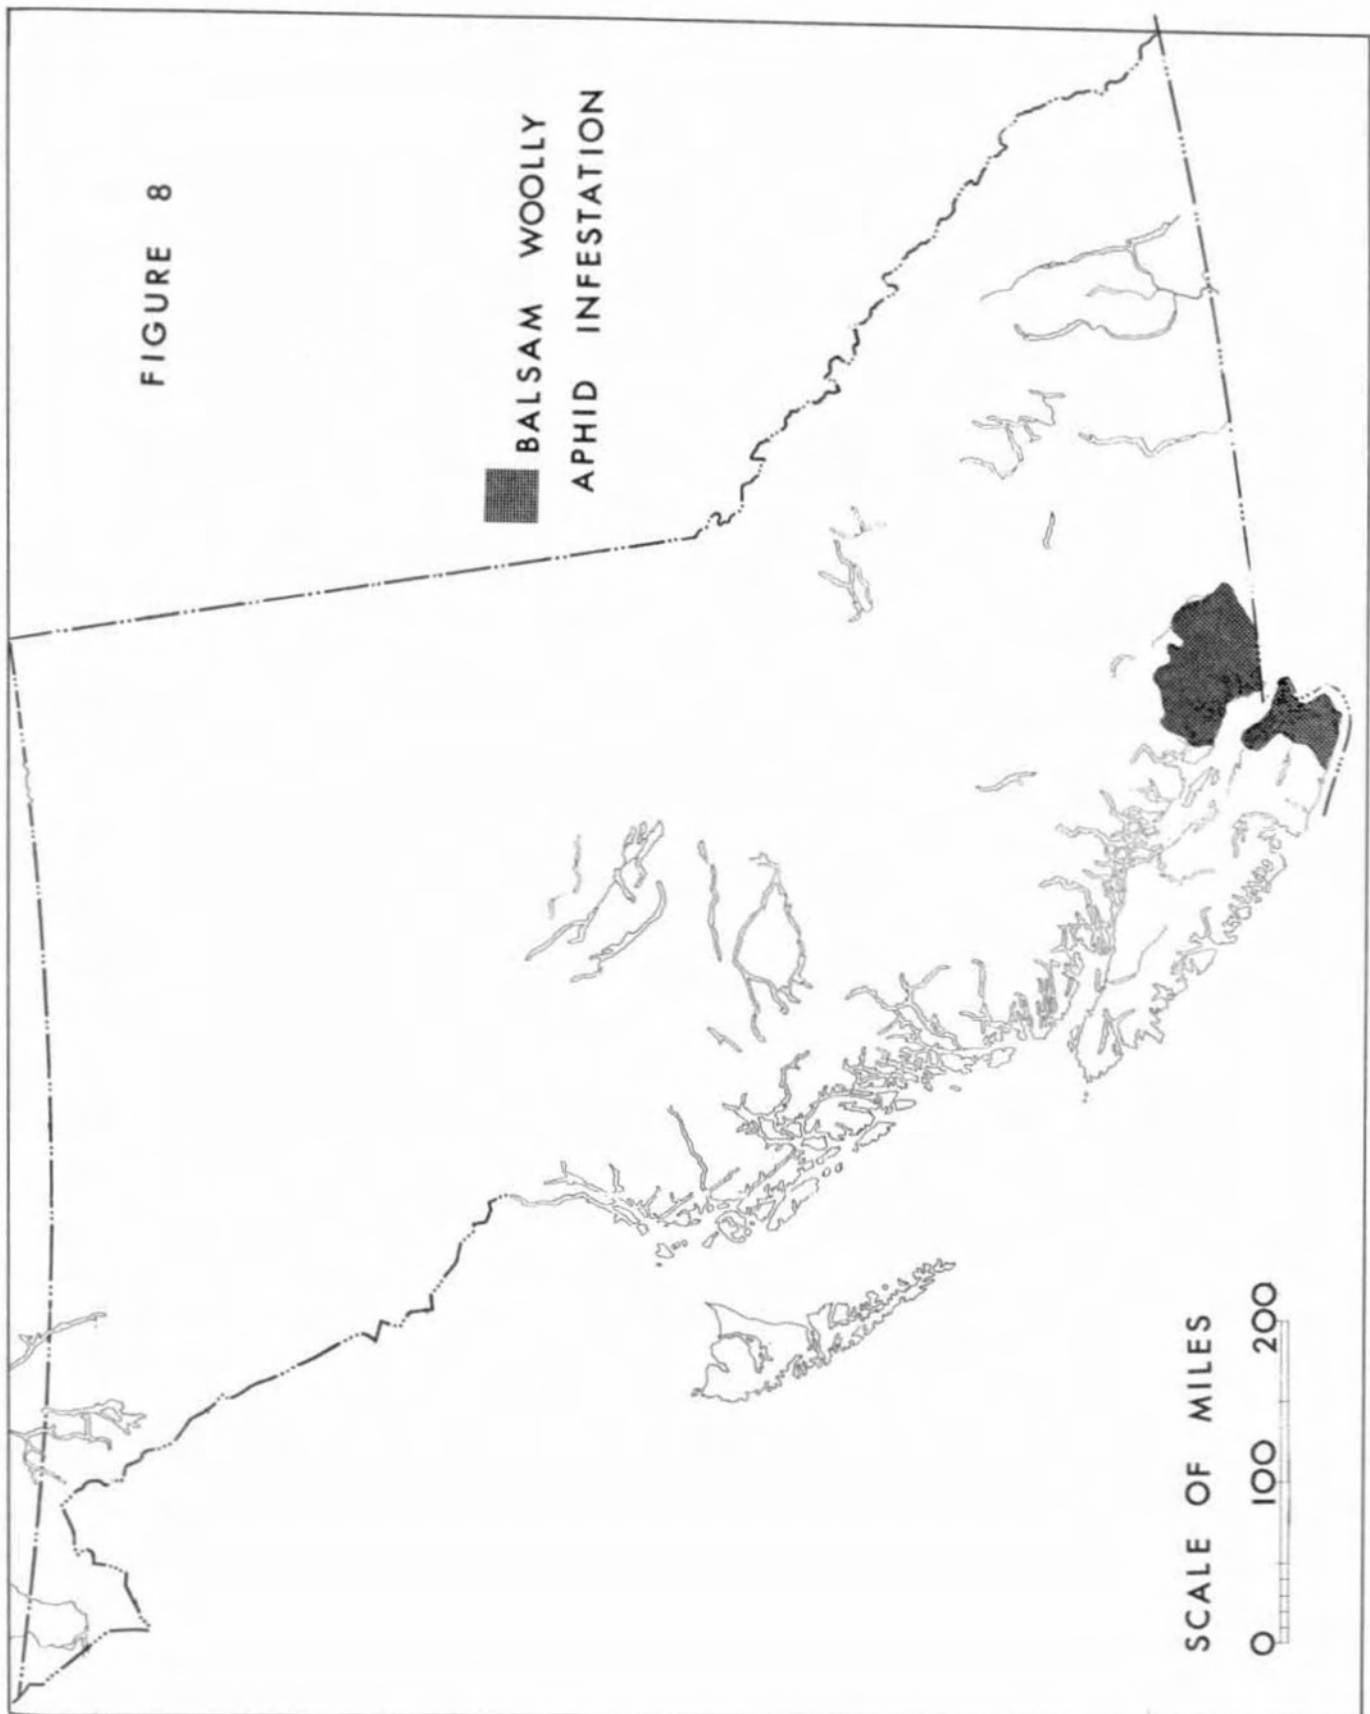 FIGURE 8
BALSAM WOOLLY
APHID INFESTATION
SCALE OF MILES
0 100 200